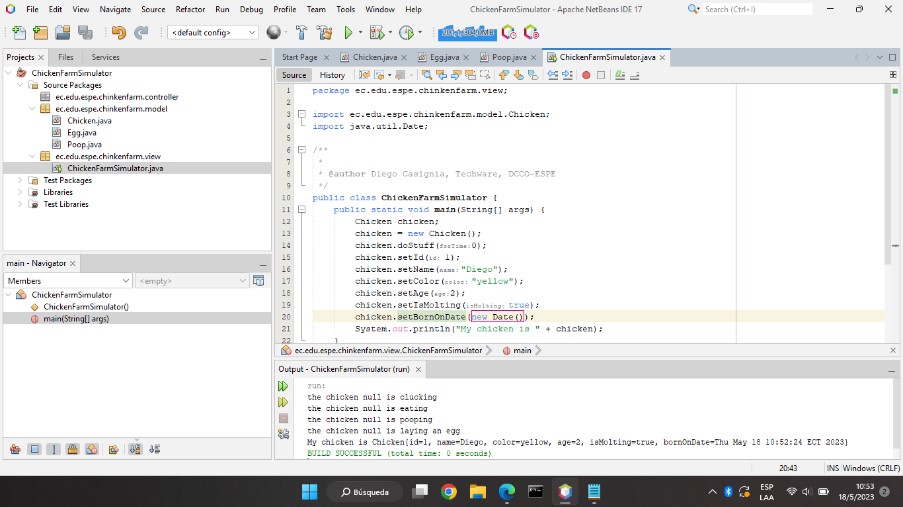 File Edit View Navigate Source Refactor Run Debug Profile Team Tools Window Help
ChickenFarmSimulator - Apache NetBeans IDE 17
Search (Ctrl+I)
<default config>
Projects
Files
Services
ChickenFarmSimulator
Source Packages
ec.edu.espe.chinkenfarm.controller
ec.edu.espe.chinkenfarm.model
Chicken.java
Egg.java
Poop.java
ec.edu.espe.chinkenfarm.view
ChickenFarmSimulator.java
Test Packages
Libraries
Test Libraries
main - Navigator
Members
<empty>
ChickenFarmSimulator
ChickenFarmSimulator()
main(String[] args)
Start Page
Chicken.java
Egg.java
Poop.java
ChickenFarmSimulator.java
Source
History
1 package ec.edu.espe.chinkenfarm.view;
2
3 import ec.edu.espe.chinkenfarm.model.Chicken;
4 import java.util.Date;
5
6 /**
7 *
8 * @author Diego Casignia, Techware, DCCO-ESPE
9 */
10 public class ChickenFarmSimulator {
11 public static void main(String[] args) {
12 Chicken chicken;
13 chicken = new Chicken();
14 chicken.doStuff(forTime:0);
15 chicken.setId(id: 1);
16 chicken.setName(name:"Diego");
17 chicken.setColor(color: "yellow");
18 chicken.setAge(age:2);
19 chicken.setIsMolting(isMolting: true);
20 chicken.setBornOnDate(new Date());
21 System.out.println("My chicken is " + chicken);
22 }
ec.edu.espe.chinkenfarm.view.ChickenFarmSimulator
main
Output - ChickenFarmSimulator (run)
run:
the chicken null is clucking
the chicken null is eating
the chicken null is pooping
the chicken null is laying an egg
My chicken is Chicken{id=1, name=Diego, color=yellow, age=2, isMolting=true, bornOnDate=Thu May 18 10:52:24 ECT 2023}
BUILD SUCCESSFUL (total time: 0 seconds)
20:43
INS
Windows (CRLF)
Búsqueda
ESP
LAA
10:53
18/5/2023
2